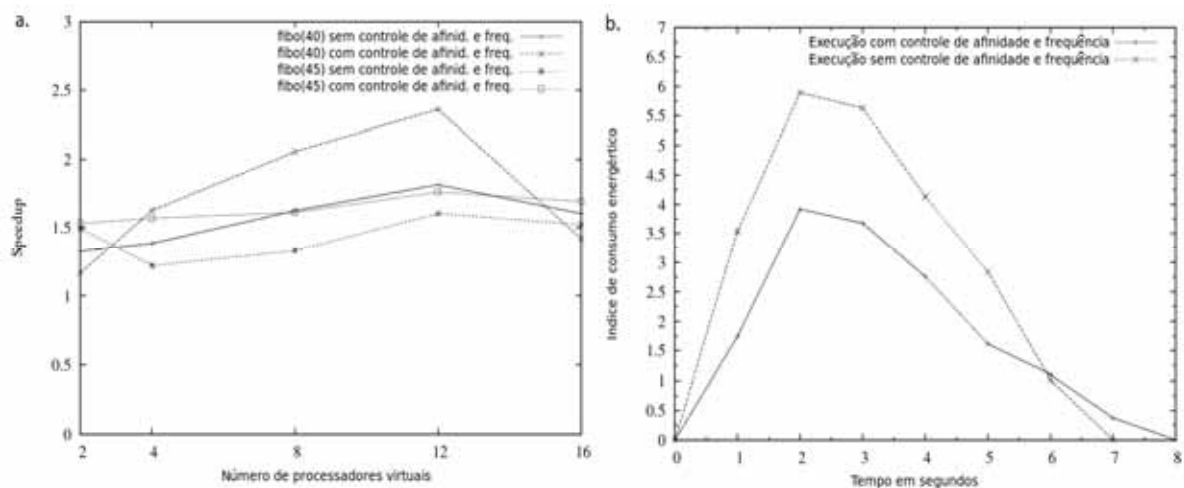 a.
3
2.5
2
1.5
1
0.5
0
Speedup
fibo(40) sem controle de afinid. e freq.
fibo(40) com controle de afinid. e freq.
fibo(45) sem controle de afinid. e freq.
fibo(45) com controle de afinid. e freq.
2 4 8 12 16
Número de processadores virtuais
b.
7
6.5
6
5.5
5
4.5
4
3.5
3
2.5
2
1.5
1
0.5
0
Indice de consumo energértico
Execução com controle de afinidade e frequência
Execução sem controle de afinidade e frequência
0 1 2 3 4 5 6 7 8
Tempo em segundos